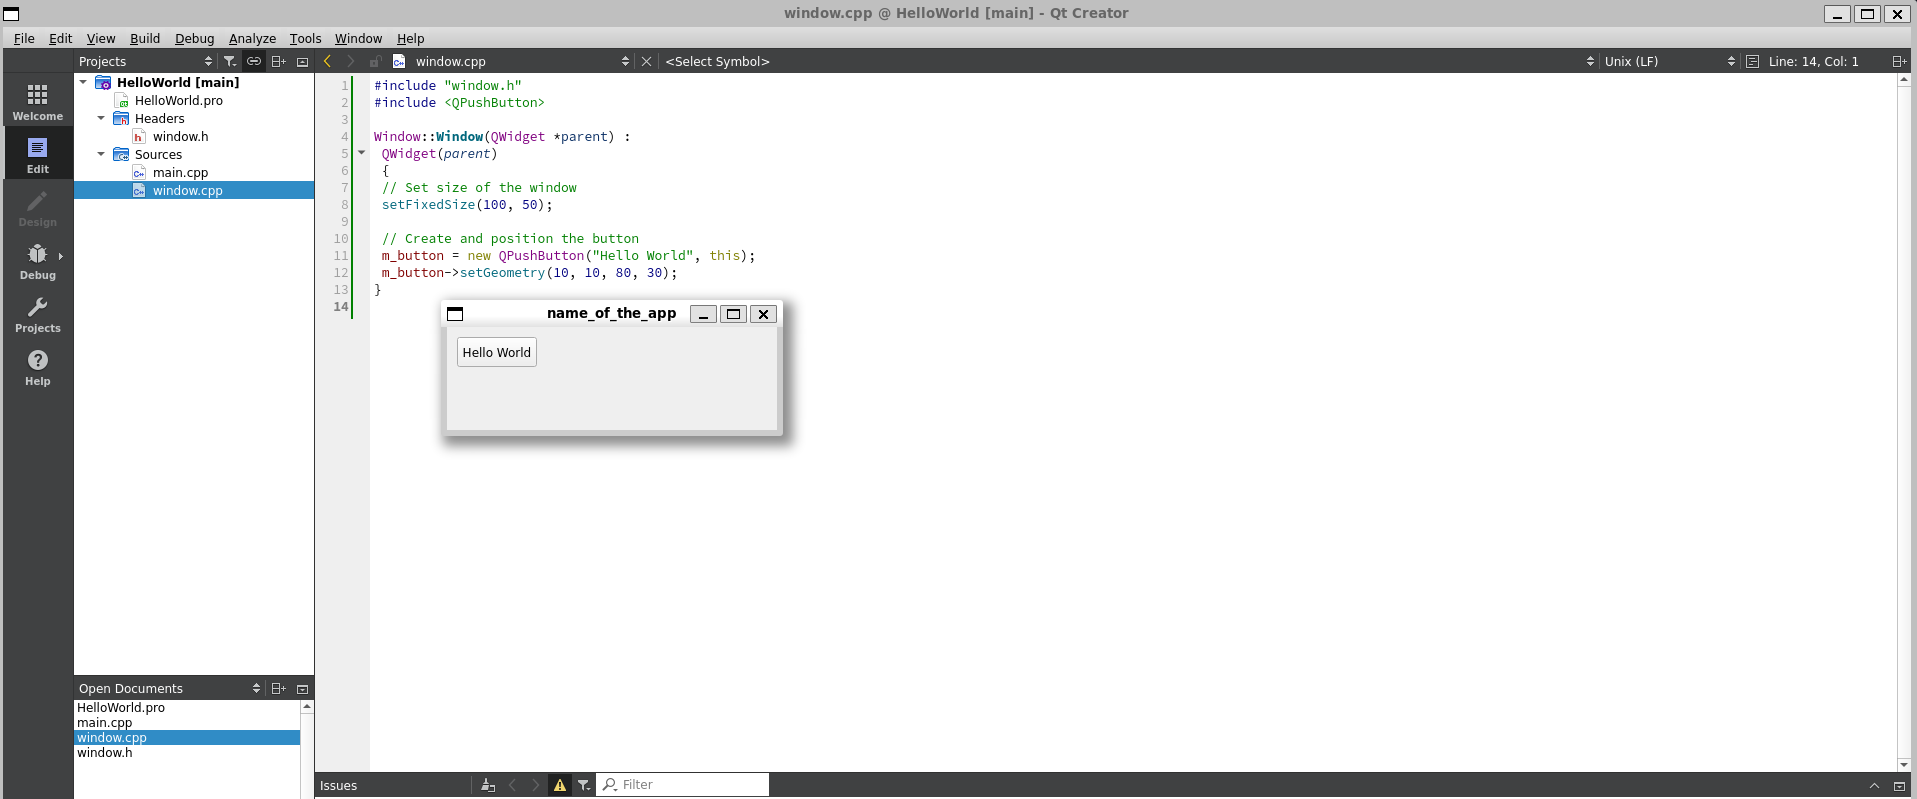 window.cpp @ HelloWorld [main] - Qt Creator
File Edit View Build Debug Analyze Tools Window Help
Projects
window.cpp
<Select Symbol>
Unix (LF)
Line: 14, Col: 1
Welcome
Edit
Design
Debug
Projects
Help
HelloWorld [main]
HelloWorld.pro
Headers
window.h
Sources
main.cpp
window.cpp
1 #include "window.h"
2 #include <QPushButton>
3
4 Window::Window(QWidget *parent) :
5 QWidget(parent)
6 {
7 // Set size of the window
8 setFixedSize(100, 50);
9
10 // Create and position the button
11 m_button = new QPushButton("Hello World", this);
12 m_button->setGeometry(10, 10, 80, 30);
13 }
14
name_of_the_app
Hello World
Open Documents
HelloWorld.pro
main.cpp
window.cpp
window.h
Issues
Filter